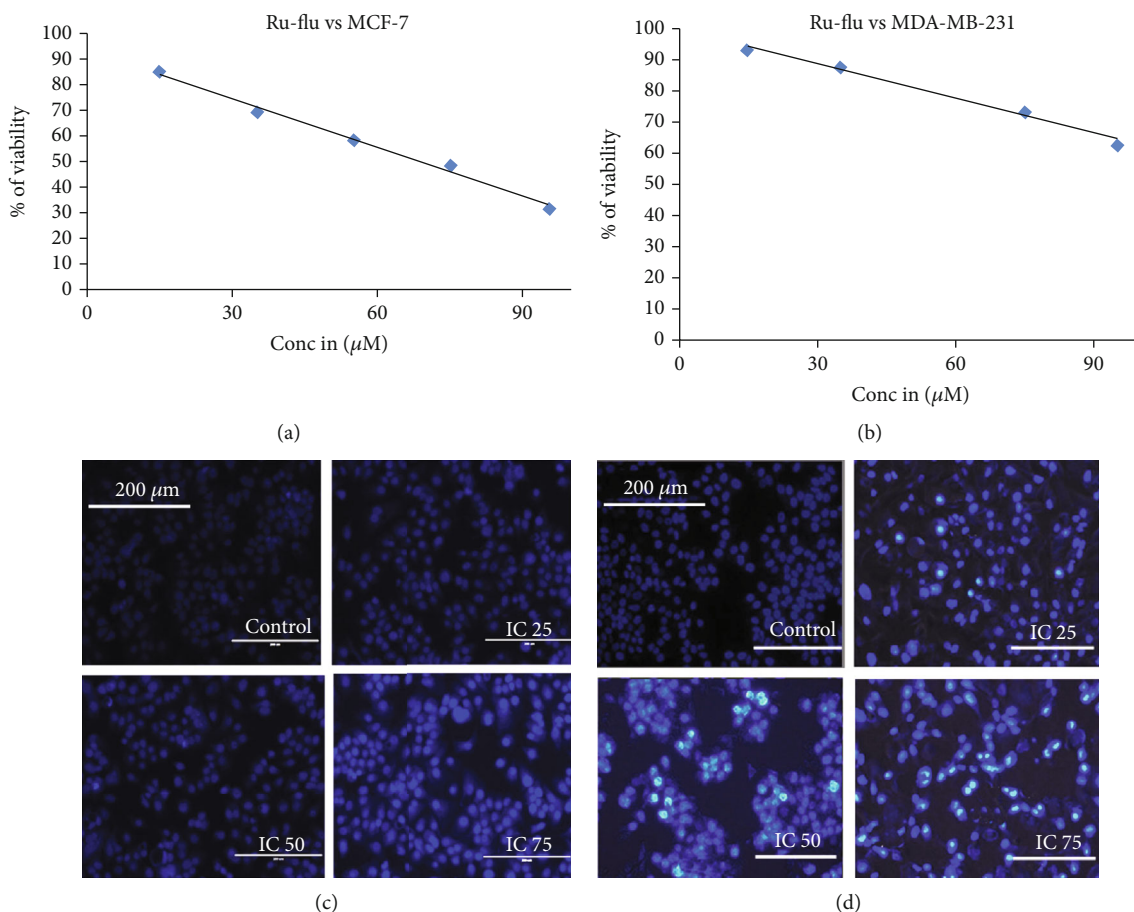 Ru-flu vs MCF-7
100
90
80
70
60
50
40
30
20
10
0
% of viability
0 30 60 90
Conc in (μM)
(a)
Ru-flu vs MDA-MB-231
100
90
80
70
60
50
40
30
20
10
0
% of viability
0 30 60 90
Conc in (μM)
(b)
200 μm
Control
IC 25
IC 50
IC 75
(c)
200 μm
Control
IC 25
IC 50
IC 75
(d)